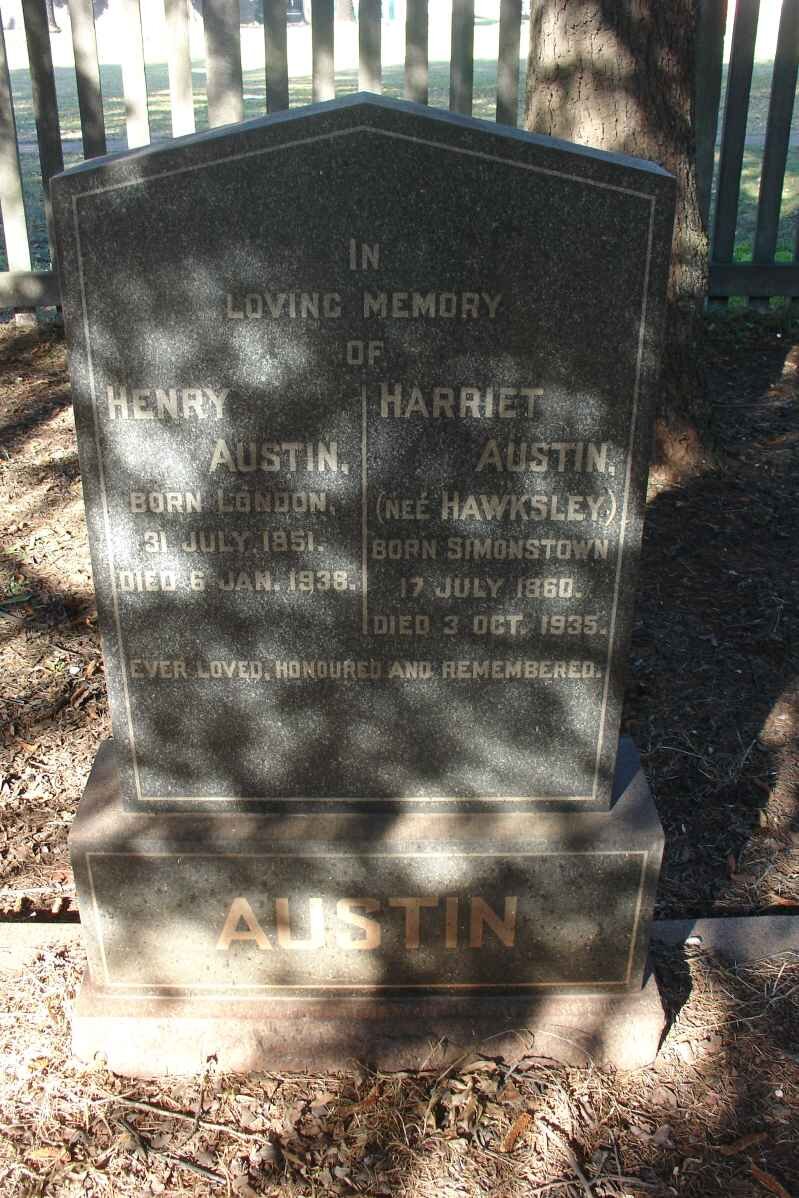 IN
LOVING MEMORY
OF
HENRY
AUSTIN,
BORN LONDON,
31 JULY, 1851.
DIED 6 JAN. 1938.
HARRIET
AUSTIN,
(NEÉ HAWKSLEY,)
BORN SIMONSTOWN
17 JULY 1860.
DIED 3 OCT. 1935.
EVER LOVED, HONOURED AND REMEMBERED.
AUSTIN